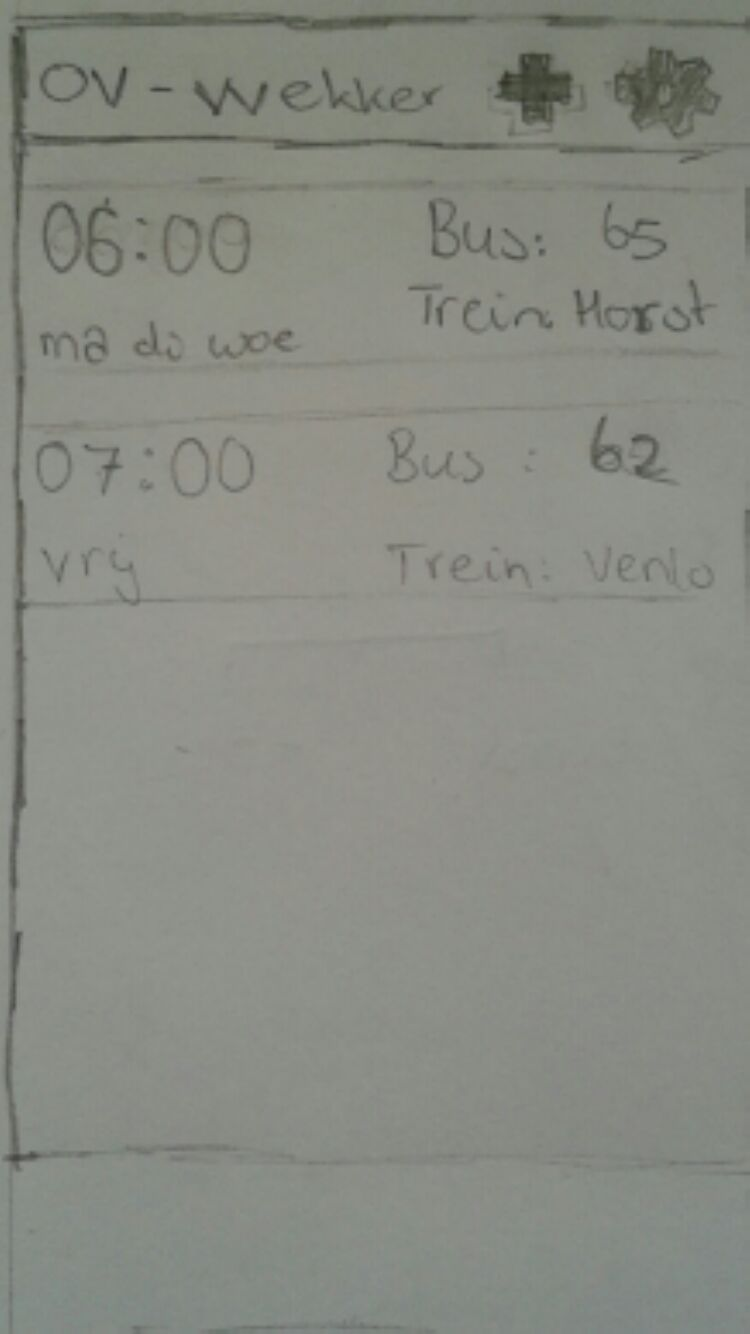 OV - Wekker
06:00
Bus: 65
ma di woe
Trein Horst
07:00
Bus : 62
vrij
Trein: Venlo